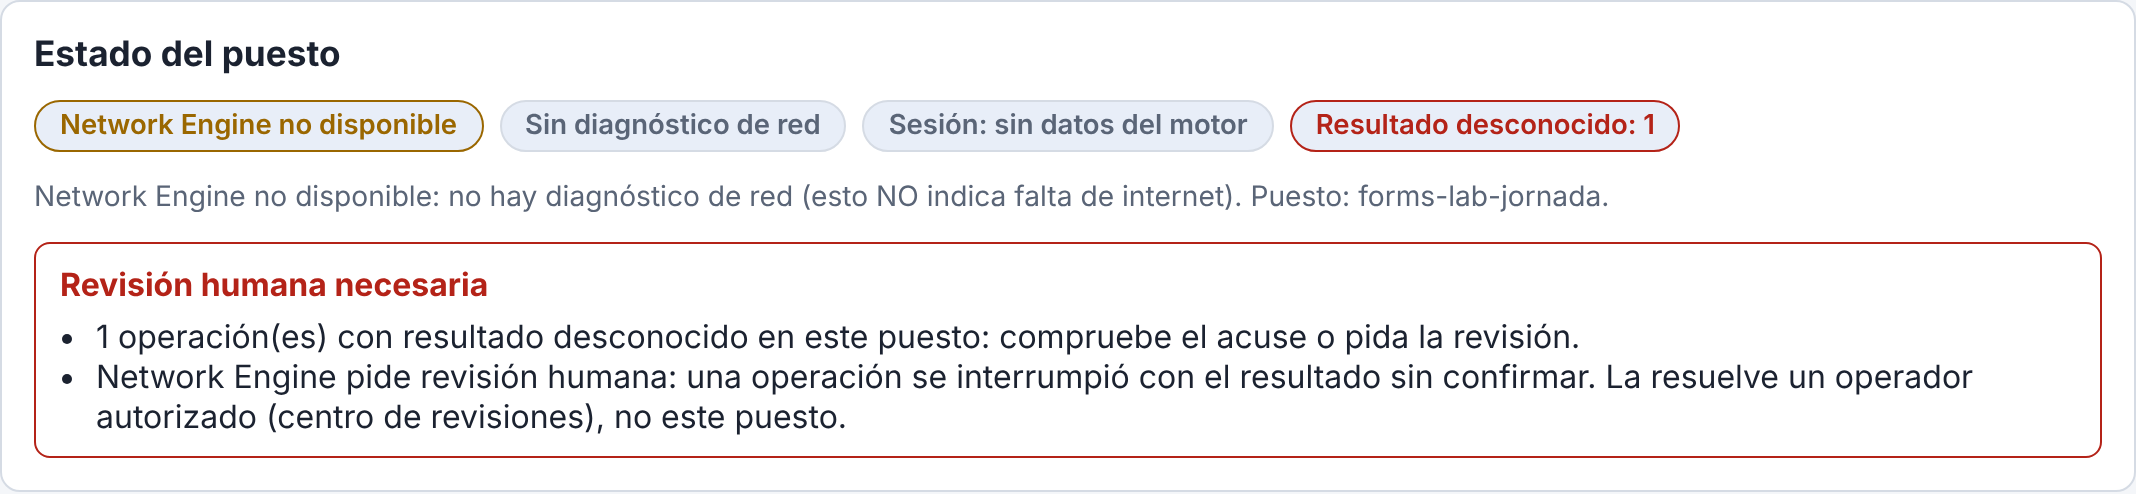 Estado del puesto
Network Engine no disponible
Sin diagnóstico de red
Sesión: sin datos del motor
Resultado desconocido: 1
Network Engine no disponible: no hay diagnóstico de red (esto NO indica falta de internet). Puesto: forms-lab-jornada.
Revisión humana necesaria
• 1 operación(es) con resultado desconocido en este puesto: compruebe el acuse o pida la revisión.
• Network Engine pide revisión humana: una operación se interrumpió con el resultado sin confirmar. La resuelve un operador
autorizado (centro de revisiones), no este puesto.